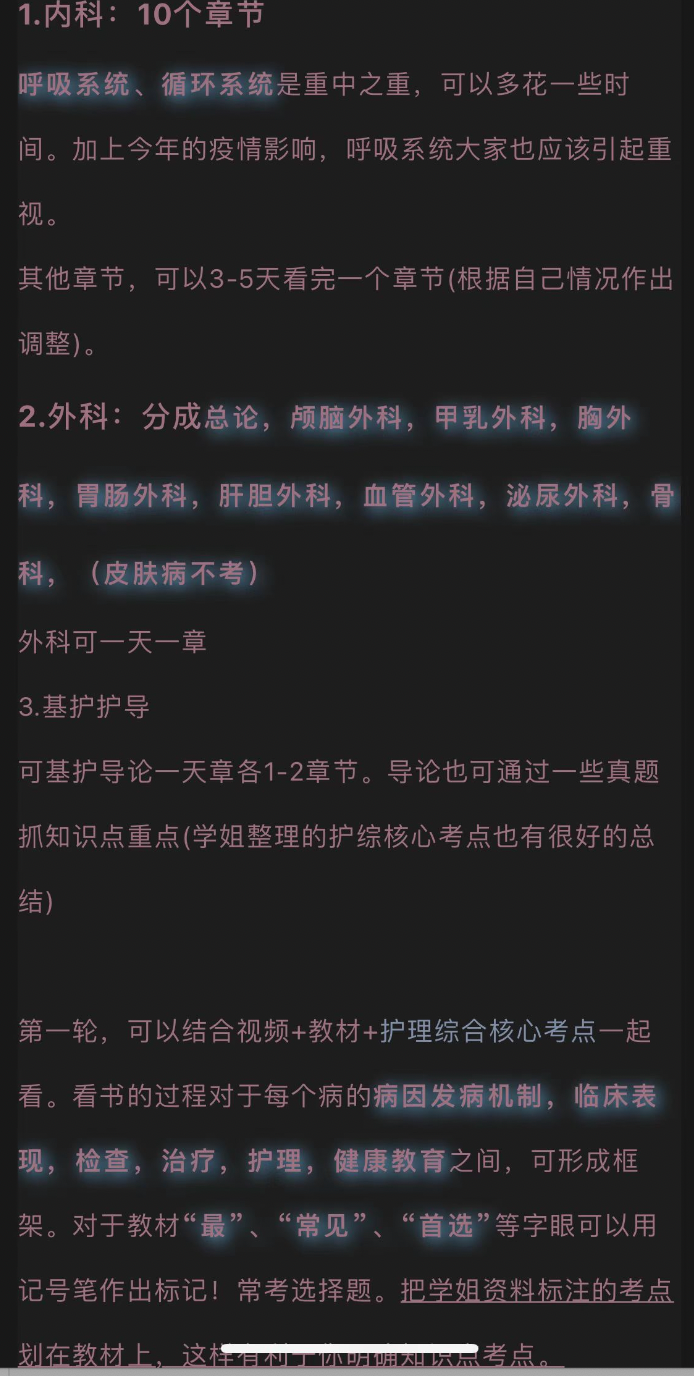 1.内科：10个章节
呼吸系统、循环系统是重中之重，可以多花一些时
间。加上今年的疫情影响，呼吸系统大家也应该引起重
视。
其他章节，可以3-5天看完一个章节(根据自己情况作出
调整)。
2.外科：分成总论，颅脑外科，甲乳外科，胸外
科，胃肠外科，肝胆外科，血管外科，泌尿外科，骨
科，（皮肤病不考）
外科可一天一章
3.基护护导
可基护导论一天章各1-2章节。导论也可通过一些真题
抓知识点重点(学姐整理的护综核心考点也有很好的总
结)
第一轮，可以结合视频+教材+护理综合核心考点一起
看。看书的过程对于每个病的病因发病机制，临床表
现，检查，治疗，护理，健康教育之间，可形成框
架。对于教材“最”、“常见”、“首选”等字眼可以用
记号笔作出标记！常考选择题。把学姐资料标注的考点
划在教材上，这样有利于你明确知识点考点。